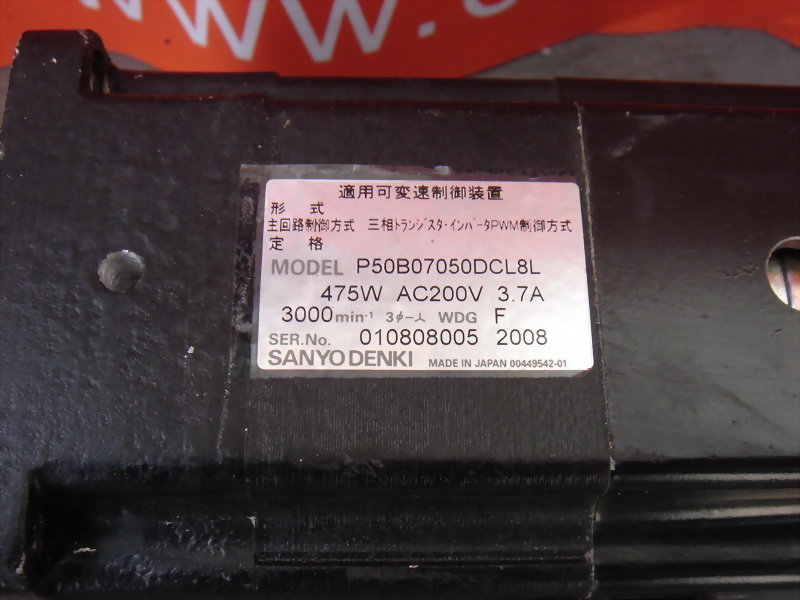 WWW.
適用可変速制御装置
形 式
主回路制御方式 三相トランジスタ・インバータPWM制御方式
定 格
MODEL P50B07050DCL8L
475W AC200V 3.7A
3000min⁻¹ 3φ-人 WDG F
SER.No. 010808005 2008
SANYO DENKI MADE IN JAPAN 00449542-01